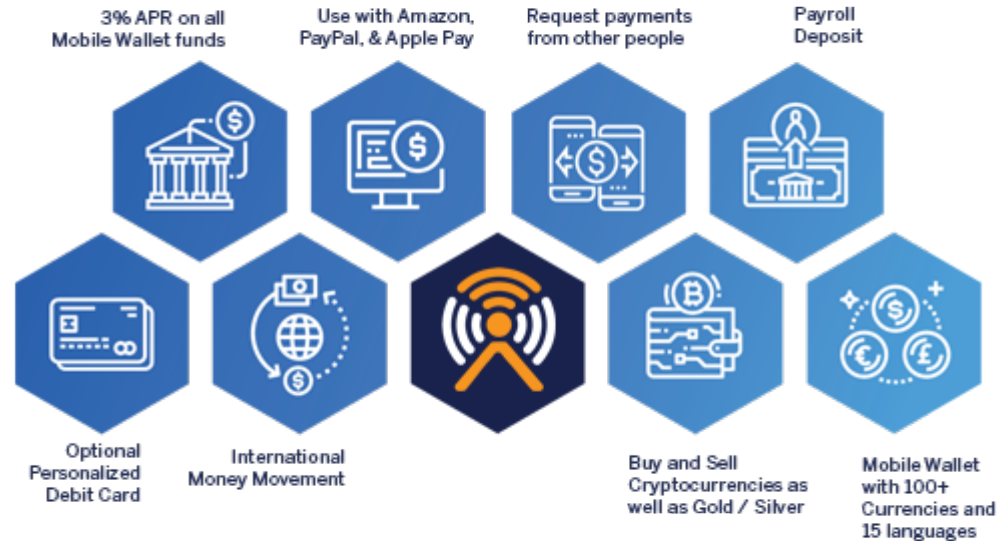 3% APR on all
Mobile Wallet funds
Use with Amazon,
PayPal, & Apple Pay
Request payments
from other people
Payroll
Deposit
Optional
Personalized
Debit Card
International
Money Movement
Buy and Sell
Cryptocurrencies as
well as Gold / Silver
Mobile Wallet
with 100+
Currencies and
15 languages